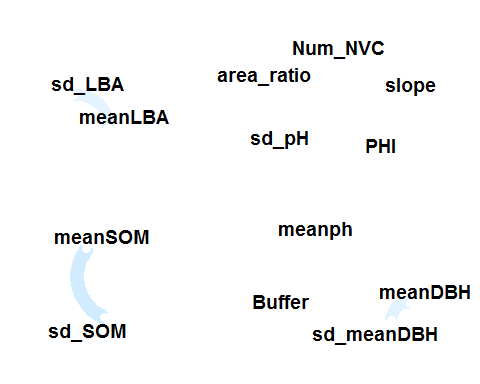 Num_NVC
area_ratio
sd_LBA
slope
meanLBA
sd_pH
PHI
meanSOM
meanph
meanDBH
Buffer
sd_SOM
sd_meanDBH